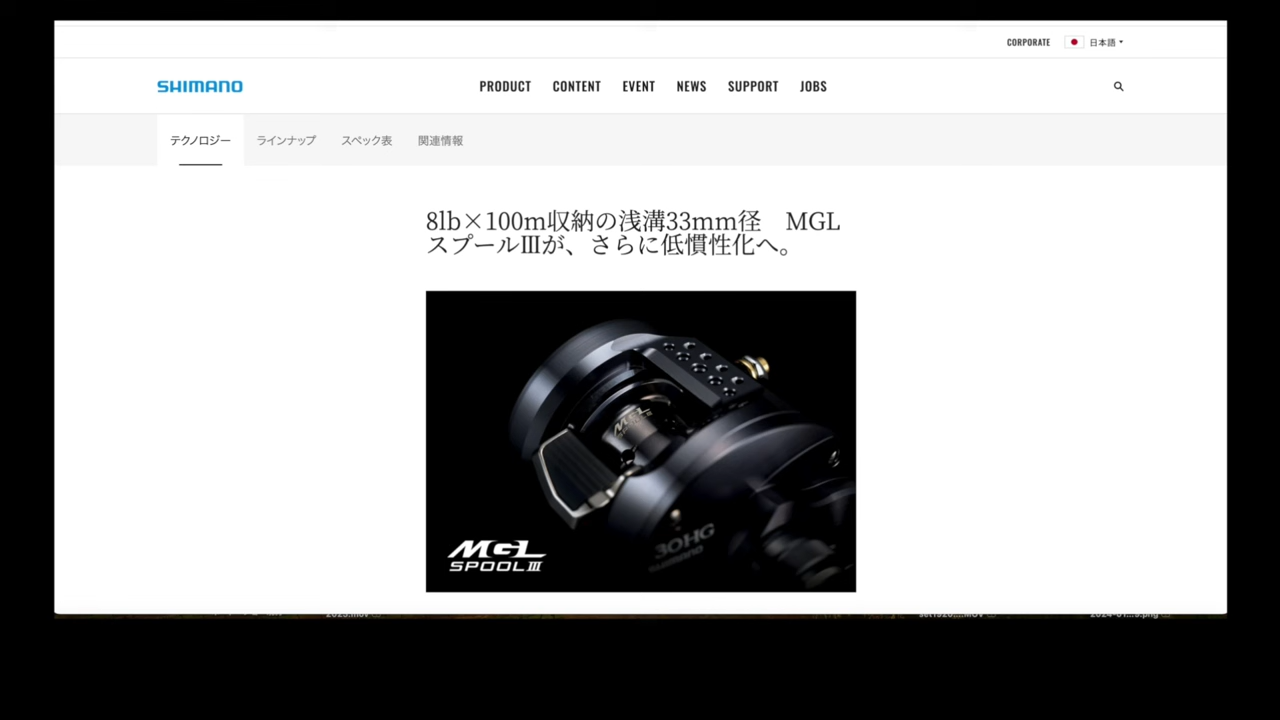 CORPORATE 日本語
SHIMANO PRODUCT CONTENT EVENT NEWS SUPPORT JOBS
テクノロジー ラインナップ スペック表 関連情報
8lb×100m収納の浅溝33mm径　MGL
スプールⅢが、さらに低慣性化へ。
MGL
30HG
SHIMANO
MGL
SPOOL III